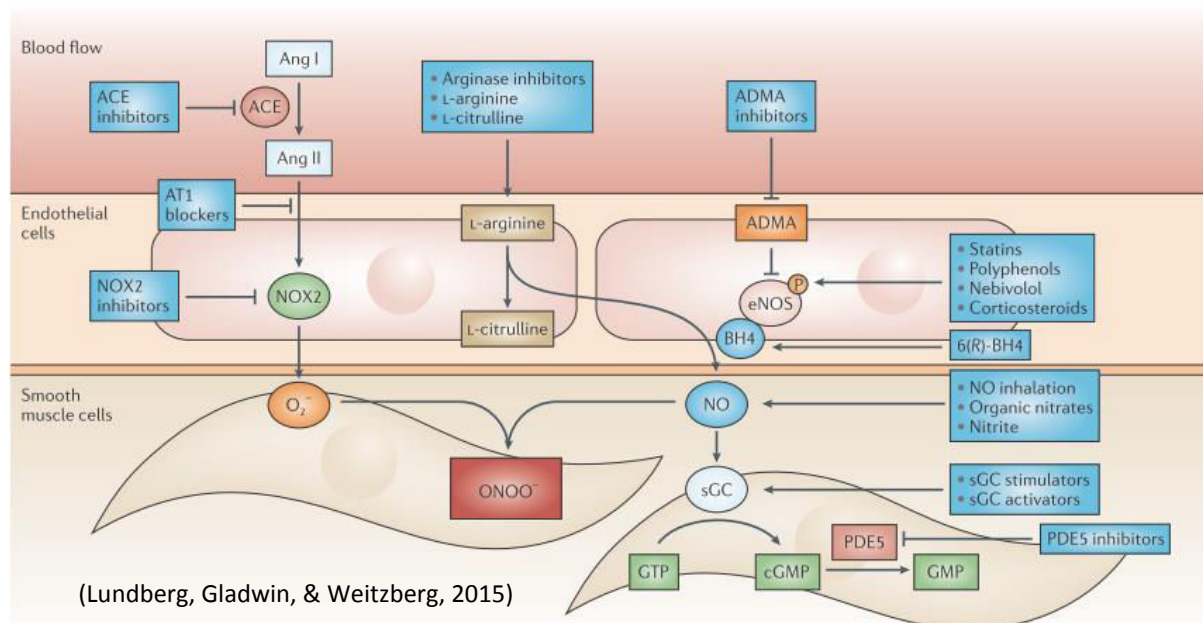 Blood flow
Ang I
ACE
inhibitors
ACE
Ang II
• Arginase inhibitors
• L-arginine
• L-citrulline
ADMA
inhibitors
AT1
blockers
Endothelial
cells
L-arginine
ADMA
• Statins
• Polyphenols
• Nebivolol
• Corticosteroids
NOX2
inhibitors
NOX2
P
eNOS
L-citrulline
BH4
6(R)-BH4
Smooth
muscle cells
O₂⁻
NO
• NO inhalation
• Organic nitrates
• Nitrite
ONOO⁻
sGC
• sGC stimulators
• sGC activators
PDE5
PDE5 inhibitors
GTP
cGMP
GMP
(Lundberg, Gladwin, & Weitzberg, 2015)